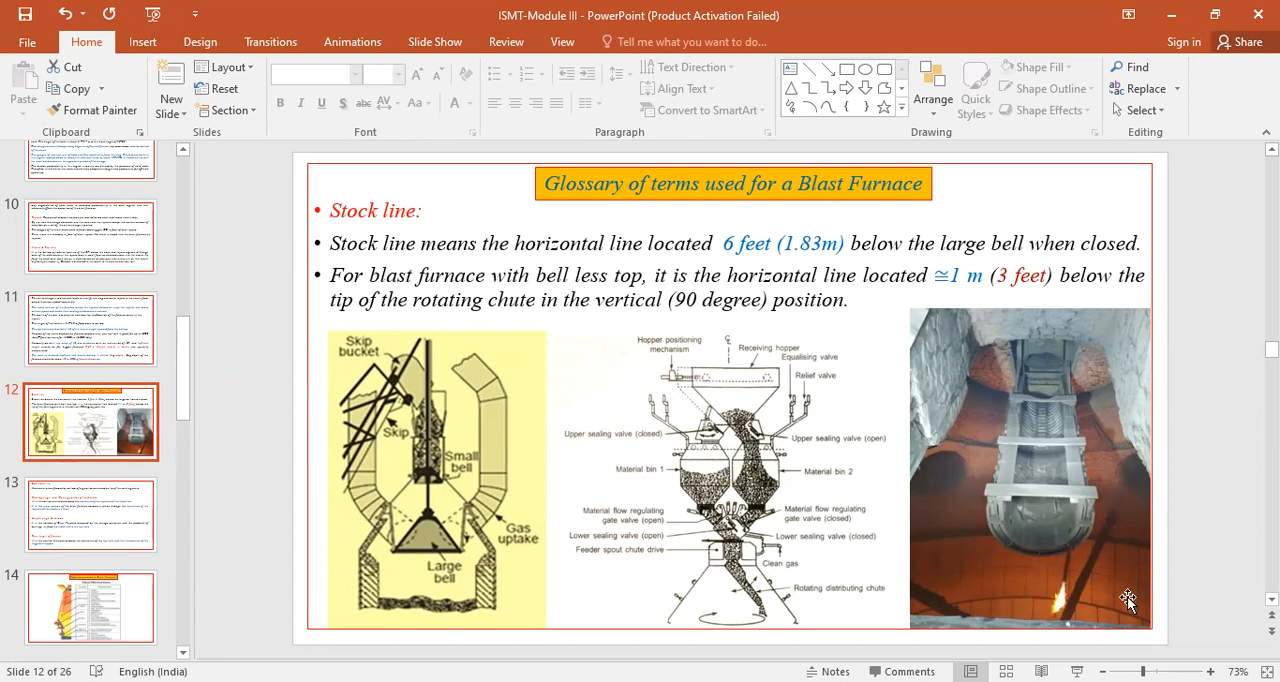 ISMT-Module III - PowerPoint (Product Activation Failed)
File Home Insert Design Transitions Animations Slide Show Review View Tell me what you want to do... Sign in Share
Paste
Cut
Copy
Format Painter
Clipboard
New
Slide
Layout
Reset
Section
Slides
B I U S abc AV Aa A
Font
Text Direction
Align Text
Convert to SmartArt
Paragraph
Arrange
Quick
Styles
Shape Fill
Shape Outline
Shape Effects
Drawing
Find
Replace
Select
Editing
10
11
12
13
14
Glossary of terms used for a Blast Furnace
• Stock line:
• Stock line means the horizontal line located 6 feet (1.83m) below the large bell when closed.
• For blast furnace with bell less top, it is the horizontal line located ≅1 m (3 feet) below the
tip of the rotating chute in the vertical (90 degree) position.
Skip
bucket
Skip
Small
bell
Gas
uptake
Large
bell
Hopper positioning
mechanism
Receiving hopper
Equalising valve
Relief valve
Upper sealing valve (closed)
Upper sealing valve (open)
Material bin 1
Material bin 2
Material flow regulating
gate valve (open)
Material flow regulating
gate valve (closed)
Lower sealing valve (open)
Lower sealing valve (closed)
Feeder spout chute drive
Clean gas
Rotating distributing chute
Slide 12 of 26 English (India) Notes Comments 73%